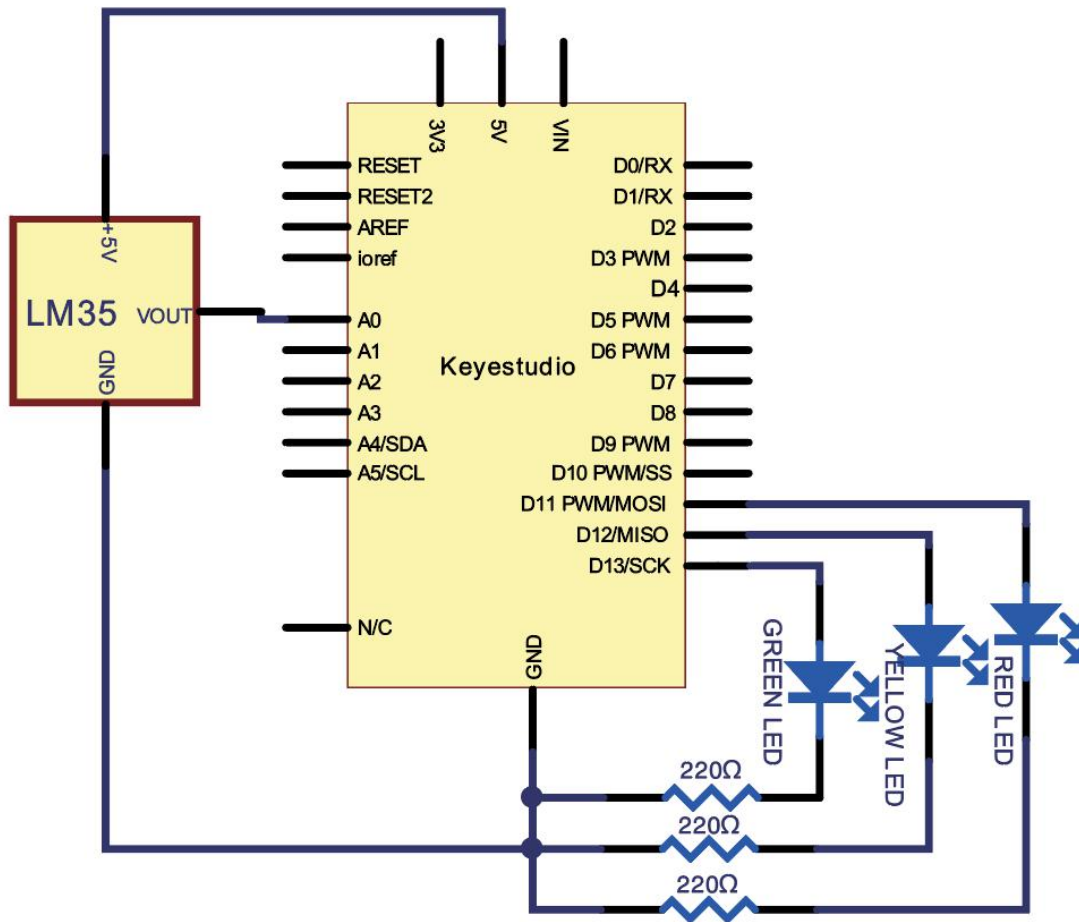 3V3
5V
VIN
RESET
RESET2
AREF
ioref
A0
A1
A2
A3
A4/SDA
A5/SCL
N/C
Keyestudio
D0/RX
D1/RX
D2
D3 PWM
D4
D5 PWM
D6 PWM
D7
D8
D9 PWM
D10 PWM/SS
D11 PWM/MOSI
D12/MISO
D13/SCK
GND
+5V
LM35
VOUT
GND
GREEN LED
YELLOW LED
RED LED
220Ω
220Ω
220Ω